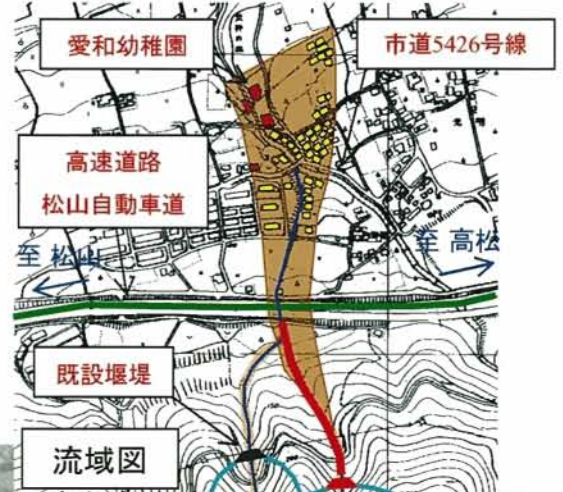 愛和幼稚園
市道5426号線
高速道路
松山自動車道
至 松山
至 高松
既設堰堤
流域図